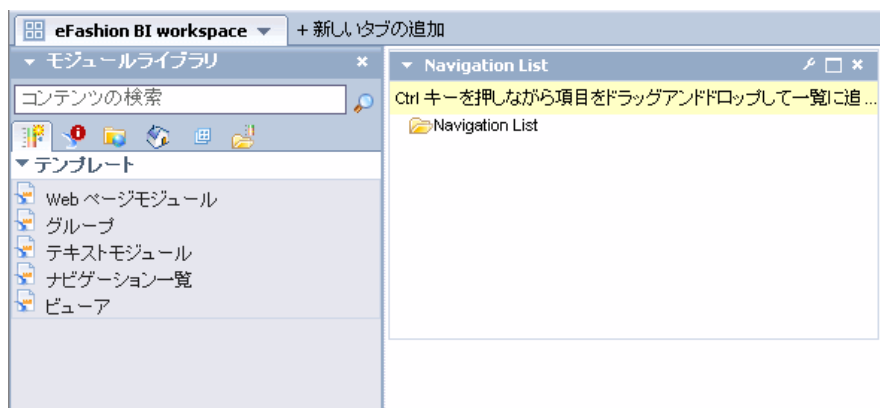 eFashion BI workspace
+ 新しいタブの追加
モジュールライブラリ
コンテンツの検索
テンプレート
Web ページモジュール
グループ
テキストモジュール
ナビゲーション一覧
ビューア
Navigation List
Ctrl キーを押しながら項目をドラッグアンドドロップして一覧に追 ...
Navigation List